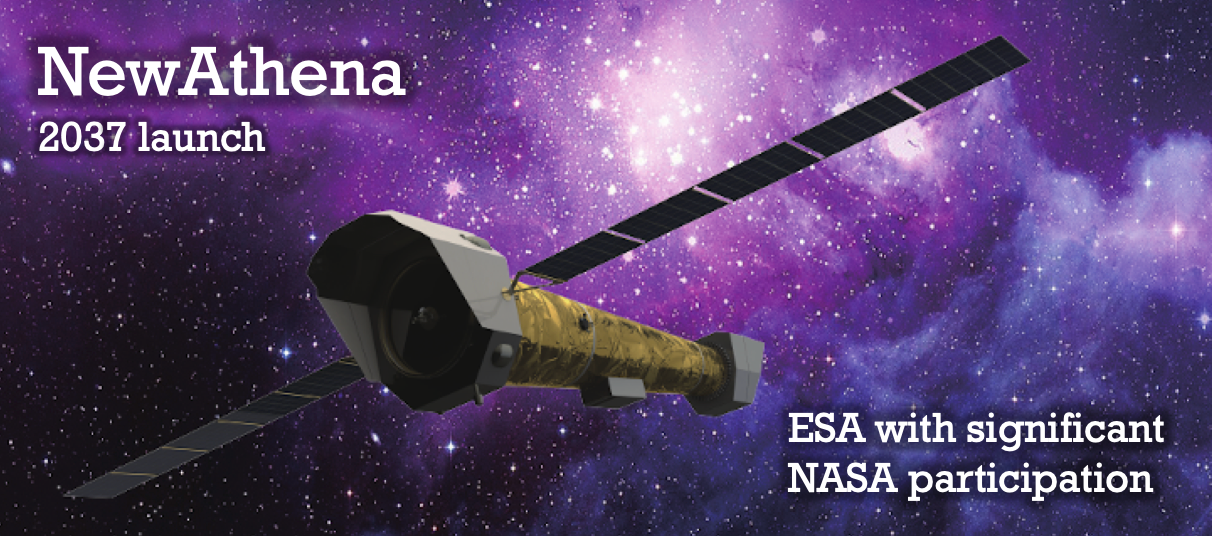 NewAthena
2037 launch
ESA with significant
NASA participation